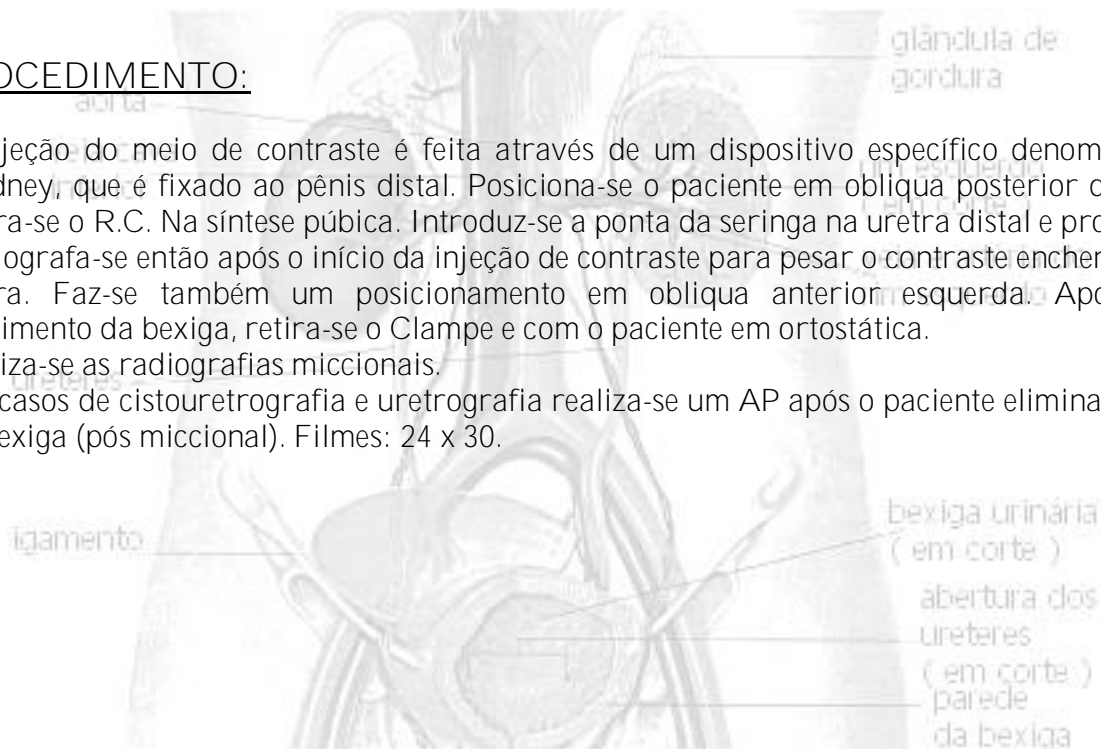 glândula de
gordura
OCEDIMENTO:
aorta
jeção do meio de contraste é feita através de um dispositivo específico denom
dney, que é fixado ao pênis distal. Posiciona-se o paciente em obliqua posterior d
ra-se o R.C. Na síntese púbica. Introduz-se a ponta da seringa na uretra distal e pro
iografa-se então após o início da injeção de contraste para pesar o contraste enchen
ra. Faz-se também um posicionamento em obliqua anterior esquerda. Apó
imento da bexiga, retira-se o Clampe e com o paciente em ortostática.
iza-se as radiografias miccionais.
ureteres
casos de cistouretrografia e uretrografia realiza-se um AP após o paciente elimina
exiga (pós miccional). Filmes: 24 x 30.
igamento
bexiga urinária
( em corte )
abertura dos
ureteres
( em corte )
parede
da bexiga